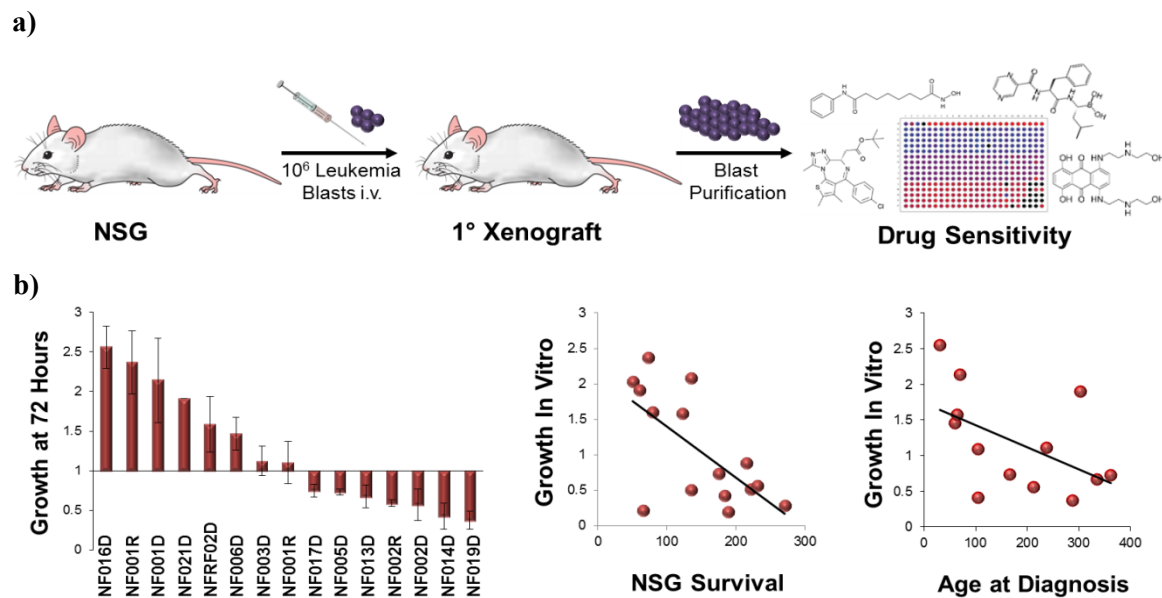 a)
10⁶ Leukemia
Blasts i.v.
Blast
Purification
NSG
1° Xenograft
Drug Sensitivity
b)
Growth at 72 Hours
3
2.5
2
1.5
1
0.5
0
NF016D
NF001R
NF001D
NF021D
NFRF02D
NF006D
NF003D
NF001R
NF017D
NF005D
NF013D
NF002R
NF002D
NF014D
NF019D
Growth In Vitro
3
2.5
2
1.5
1
0.5
0
0
100
200
300
NSG Survival
Growth In Vitro
3
2.5
2
1.5
1
0.5
0
0
100
200
300
400
Age at Diagnosis